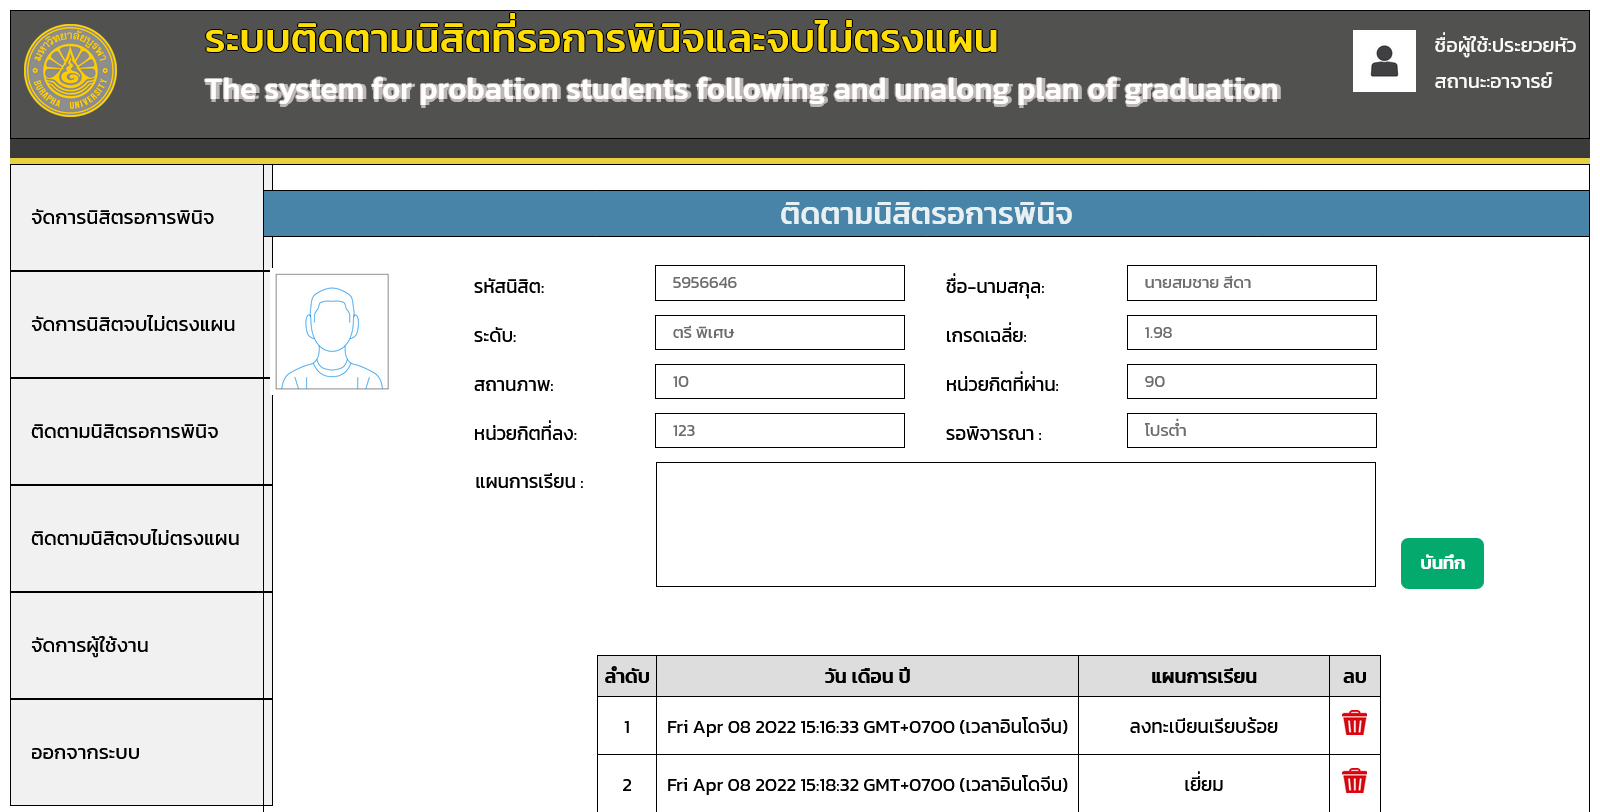 ระบบติดตามนิสิตที่รอการพินิจและจบไม่ตรงแผน
The system for probation students following and unalong plan of graduation
มหาวิทยาลัยบูรพา
BURAPHA UNIVERSITY
ชื่อผู้ใช้:ประยวยหัว
สถานะ:อาจารย์
จัดการนิสิตรอการพินิจ
จัดการนิสิตจบไม่ตรงแผน
ติดตามนิสิตรอการพินิจ
ติดตามนิสิตจบไม่ตรงแผน
จัดการผู้ใช้งาน
ออกจากระบบ
ติดตามนิสิตรอการพินิจ
รหัสนิสิต: 5956646 ชื่อ-นามสกุล: นายสมชาย สีดา
ระดับ: ตรี พิเศษ เกรดเฉลี่ย: 1.98
สถานภาพ: 10 หน่วยกิตที่ผ่าน: 90
หน่วยกิตที่ลง: 123 รอพิจารณา : โปรต่ำ
แผนการเรียน :
บันทึก
ลำดับ วัน เดือน ปี แผนการเรียน ลบ
1 Fri Apr 08 2022 15:16:33 GMT+0700 (เวลาอินโดจีน) ลงทะเบียนเรียบร้อย
2 Fri Apr 08 2022 15:18:32 GMT+0700 (เวลาอินโดจีน) เยี่ยม